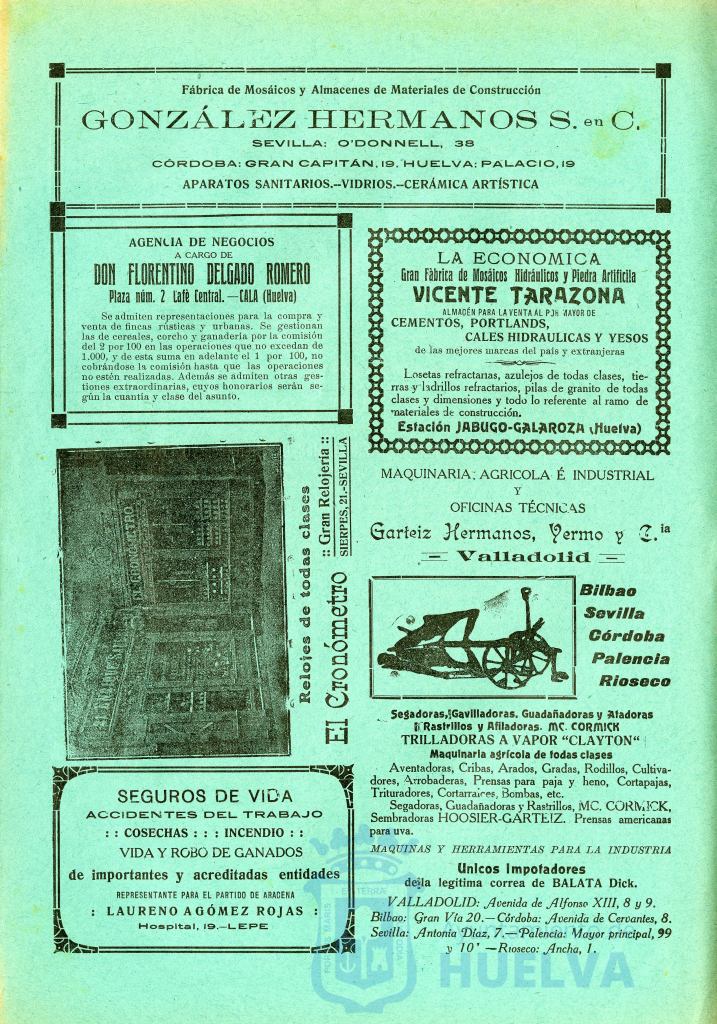 Fábrica de Mosáicos y Almacenes de Materiales de Construcción
GONZÁLEZ HERMANOS S. en C.
SEVILLA: O'DONNELL, 38
CÓRDOBA: GRAN CAPITÁN, 19. HUELVA: PALACIO, 19
APARATOS SANITARIOS.--VIDRIOS.--CERÁMICA ARTÍSTICA
AGENCIA DE NEGOCIOS
A CARGO DE
DON FLORENTINO DELGADO ROMERO
Plaza núm. 2 Café Central.—CALA (Huelva)
Se admiten representaciones para la compra y
venta de fincas rústicas y urbanas. Se gestionan
las de cereales, corcho y ganadería por la comisión
del 2 por 100 en las operaciones que no excedan de
1.000, y de esta suma en adelante el 1 por 100, no
cobrándose la comisión hasta que las operaciones
no estén realizadas. Además se admiten otras ges-
tiones extraordinarias, cuyos honorarios serán se-
gún la cuantía y clase del asunto.
LA ECONOMICA
Gran Fábrica de Mosáicos Hidráulicos y Piedra Artificila
VICENTE TARAZONA
ALMACÉN PARA LA VENTA AL POR MAYOR DE
CEMENTOS, PORTLANDS,
CALES HIDRAULICAS Y YESOS
de las mejores marcas del país y extranjeras
Losetas refractarias, azulejos de todas clases, tie-
rras y ladrillos refractarios, pilas de granito de todas
clases y dimensiones y todo lo referente al ramo de
materiales de construcción.
Estación JABUGO-GALAROZA (Huelva)
EL CRONÓMETRO
Relojes de todas clases
El Cronómetro
:: Gran Relojería ::
SIERPES, 21.-SEVILLA
MAQUINARIA; AGRICOLA É INDUSTRIAL
Y
OFICINAS TÉCNICAS
Garteiz Hermanos, Yermo y C.ia
— Valladolid —
Bilbao
Sevilla
Córdoba
Palencia
Rioseco
Segadoras, Gavilladoras, Guadañadoras y Atadoras
Rastrillos y Afiladoras. MC. CORMICK
TRILLADORAS A VAPOR "CLAYTON"
Maquinaria agrícola de todas clases
Aventadoras, Cribas, Arados, Gradas, Rodillos, Cultiva-
dores, Arrobaderas, Prensas para paja y heno, Cortapajas,
Trituradores, Cortarraices, Bombas, etc.
Segadoras, Guadañadoras y Rastrillos, MC. CORMICK,
Sembradoras HOOSIER-GARTEIZ. Prensas americanas
para uva.
MAQUINAS Y HERRAMIENTAS PARA LA INDUSTRIA
Unicos Impotadores
de la legítima correa de BALATA Dick.
VALLADOLID: Avenida de Alfonso XIII, 8 y 9.
Bilbao: Gran Vía 20.—Córdoba: Avenida de Cervantes, 8.
Sevilla: Antonia Díaz, 7.—Palencia: Mayor principal, 99
y 10' —Rioseco: Ancha, 1.
SEGUROS DE VIDA
ACCIDENTES DEL TRABAJO
: : COSECHAS : : : INCENDIO : :
VIDA Y ROBO DE GANADOS
de importantes y acreditadas entidades
REPRESENTANTE PARA EL PARTIDO DE ARACENA
: LAURENO AGÓMEZ ROJAS :
Hospital, 19.—LEPE
HUELVA